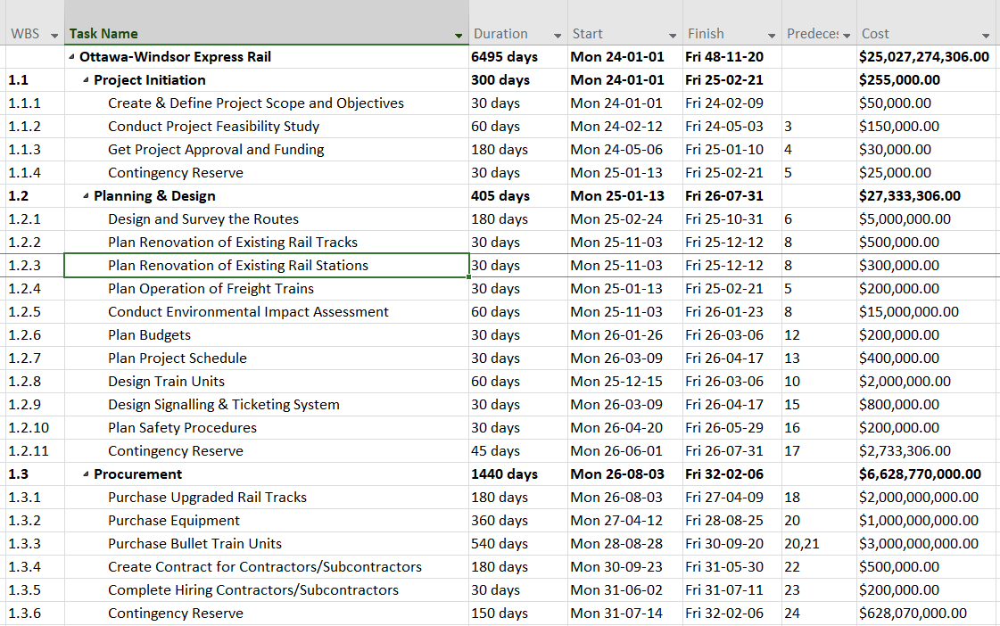 WBS Task Name Duration Start Finish Predeces Cost
Ottawa-Windsor Express Rail 6495 days Mon 24-01-01 Fri 48-11-20 $25,027,274,306.00
1.1 Project Initiation 300 days Mon 24-01-01 Fri 25-02-21 $255,000.00
1.1.1 Create & Define Project Scope and Objectives 30 days Mon 24-01-01 Fri 24-02-09 $50,000.00
1.1.2 Conduct Project Feasibility Study 60 days Mon 24-02-12 Fri 24-05-03 3 $150,000.00
1.1.3 Get Project Approval and Funding 180 days Mon 24-05-06 Fri 25-01-10 4 $30,000.00
1.1.4 Contingency Reserve 30 days Mon 25-01-13 Fri 25-02-21 5 $25,000.00
1.2 Planning & Design 405 days Mon 25-01-13 Fri 26-07-31 $27,333,306.00
1.2.1 Design and Survey the Routes 180 days Mon 25-02-24 Fri 25-10-31 6 $5,000,000.00
1.2.2 Plan Renovation of Existing Rail Tracks 30 days Mon 25-11-03 Fri 25-12-12 8 $500,000.00
1.2.3 Plan Renovation of Existing Rail Stations 30 days Mon 25-11-03 Fri 25-12-12 8 $300,000.00
1.2.4 Plan Operation of Freight Trains 30 days Mon 25-01-13 Fri 25-02-21 5 $200,000.00
1.2.5 Conduct Environmental Impact Assessment 60 days Mon 25-11-03 Fri 26-01-23 8 $15,000,000.00
1.2.6 Plan Budgets 30 days Mon 26-01-26 Fri 26-03-06 12 $200,000.00
1.2.7 Plan Project Schedule 30 days Mon 26-03-09 Fri 26-04-17 13 $400,000.00
1.2.8 Design Train Units 60 days Mon 25-12-15 Fri 26-03-06 10 $2,000,000.00
1.2.9 Design Signalling & Ticketing System 30 days Mon 26-03-09 Fri 26-04-17 15 $800,000.00
1.2.10 Plan Safety Procedures 30 days Mon 26-04-20 Fri 26-05-29 16 $200,000.00
1.2.11 Contingency Reserve 45 days Mon 26-06-01 Fri 26-07-31 17 $2,733,306.00
1.3 Procurement 1440 days Mon 26-08-03 Fri 32-02-06 $6,628,770,000.00
1.3.1 Purchase Upgraded Rail Tracks 180 days Mon 26-08-03 Fri 27-04-09 18 $2,000,000,000.00
1.3.2 Purchase Equipment 360 days Mon 27-04-12 Fri 28-08-25 20 $1,000,000,000.00
1.3.3 Purchase Bullet Train Units 540 days Mon 28-08-28 Fri 30-09-20 20,21 $3,000,000,000.00
1.3.4 Create Contract for Contractors/Subcontractors 180 days Mon 30-09-23 Fri 31-05-30 22 $500,000.00
1.3.5 Complete Hiring Contractors/Subcontractors 30 days Mon 31-06-02 Fri 31-07-11 23 $200,000.00
1.3.6 Contingency Reserve 150 days Mon 31-07-14 Fri 32-02-06 24 $628,070,000.00